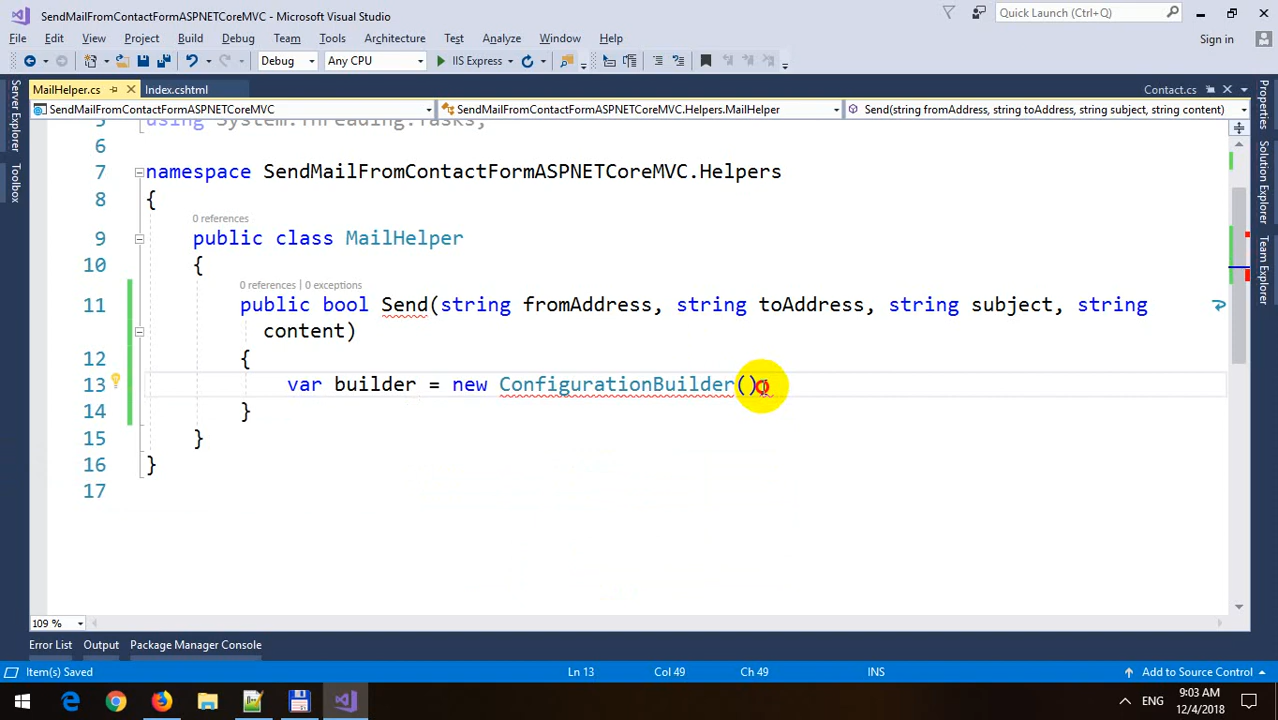 SendMailFromContactFormASPNETCoreMVC - Microsoft Visual Studio
Quick Launch (Ctrl+Q)
File Edit View Project Build Debug Team Tools Architecture Test Analyze Window Help
Sign in
Debug Any CPU IIS Express
MailHelper.cs Index.cshtml Contact.cs
SendMailFromContactFormASPNETCoreMVC SendMailFromContactFormASPNETCoreMVC.Helpers.MailHelper Send(string fromAddress, string toAddress, string subject, string content)
Server Explorer
Toolbox
Properties
Solution Explorer
Team Explorer
5 using System.Threading.Tasks;
6
7 namespace SendMailFromContactFormASPNETCoreMVC.Helpers
8 {
0 references
9 public class MailHelper
10 {
0 references | 0 exceptions
11 public bool Send(string fromAddress, string toAddress, string subject, string
content)
12 {
13 var builder = new ConfigurationBuilder()
14 }
15 }
16 }
17
109 %
Error List Output Package Manager Console
Item(s) Saved Ln 13 Col 49 Ch 49 INS Add to Source Control
ENG
9:03 AM
12/4/2018